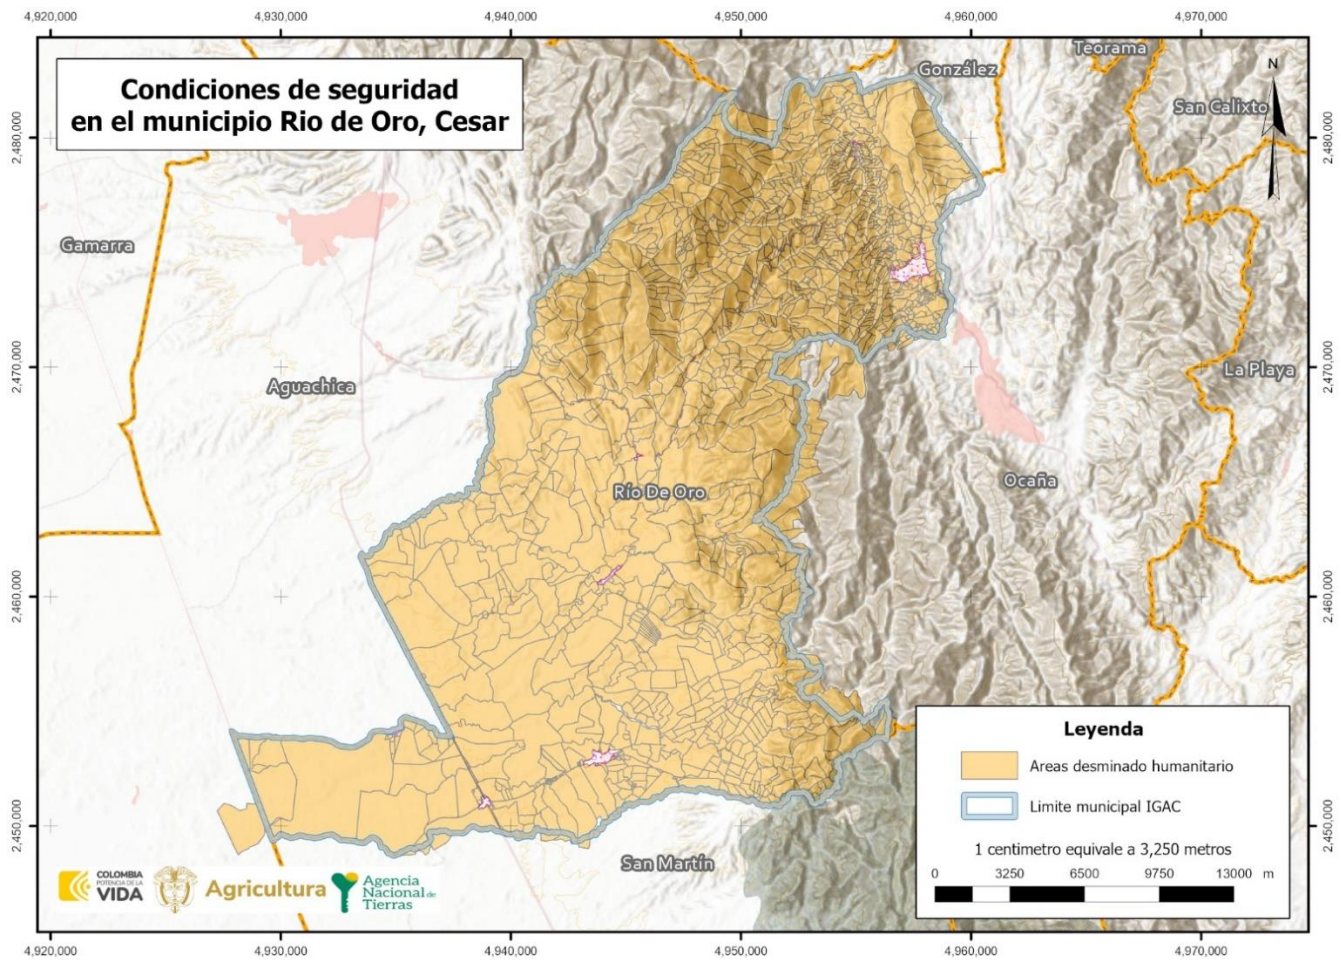 4,920,000 4,930,000 4,940,000 4,950,000 4,960,000 4,970,000
Condiciones de seguridad
en el municipio Rio de Oro, Cesar
Teorama
González
San Calixto
N
2,480,000
2,480,000
Gamarra
2,470,000
2,470,000
La Playa
Aguachica
Ocaña
Río De Oro
2,460,000
2,460,000
Leyenda
Areas desminado humanitario
Limite municipal IGAC
1 centimetro equivale a 3,250 metros
0 3250 6500 9750 13000 m
2,450,000
2,450,000
San Martín
COLOMBIA
POTENCIA DE LA
VIDA
Agricultura
Agencia
Nacional de
Tierras
4,920,000 4,930,000 4,940,000 4,950,000 4,960,000 4,970,000